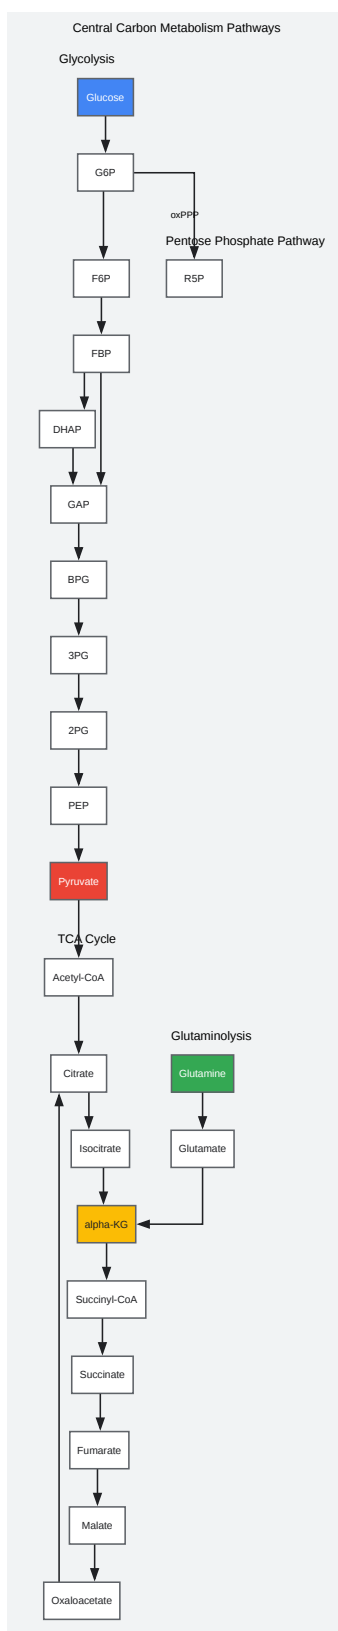 Central Carbon Metabolism Pathways
Glycolysis
Glucose
G6P
oxPPP
Pentose Phosphate Pathway
F6P
R5P
FBP
DHAP
GAP
BPG
3PG
2PG
PEP
Pyruvate
TCA Cycle
Acetyl-CoA
Glutaminolysis
Citrate
Glutamine
Isocitrate
Glutamate
alpha-KG
Succinyl-CoA
Succinate
Fumarate
Malate
Oxaloacetate